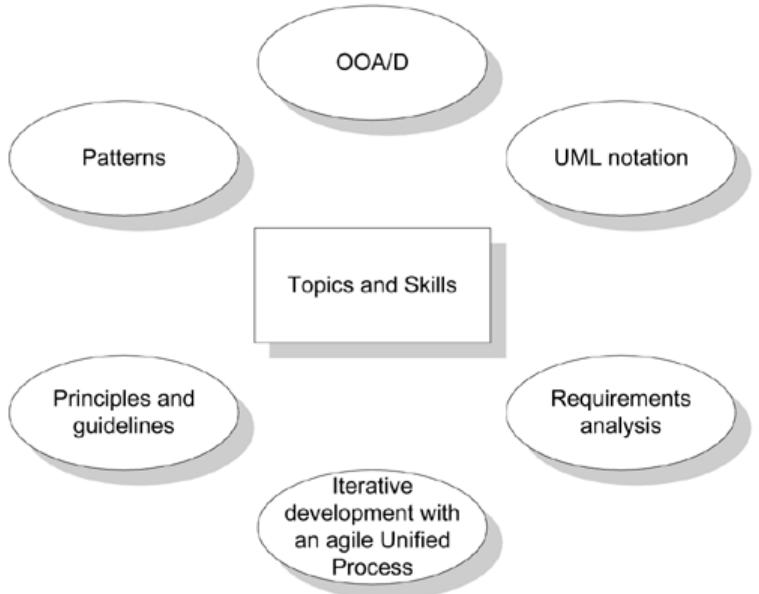 OOA/D
Patterns
UML notation
Topics and Skills
Principles and
guidelines
Requirements
analysis
Iterative
development with
an agile Unified
Process